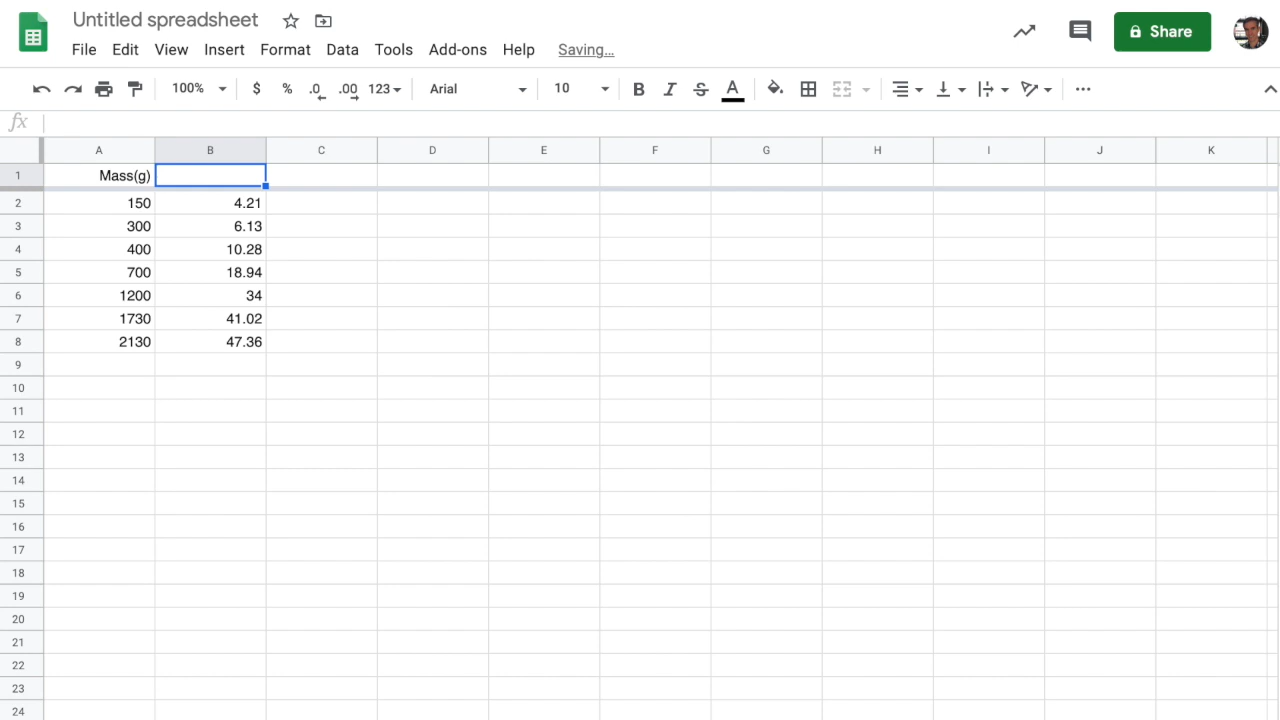 Untitled spreadsheet
File Edit View Insert Format Data Tools Add-ons Help Saving...
Share
100% $ % .0 .00 123 Arial 10 B I S A ...
fx
A B C D E F G H I J K
1 Mass(g)
2 150 4.21
3 300 6.13
4 400 10.28
5 700 18.94
6 1200 34
7 1730 41.02
8 2130 47.36
9
10
11
12
13
14
15
16
17
18
19
20
21
22
23
24